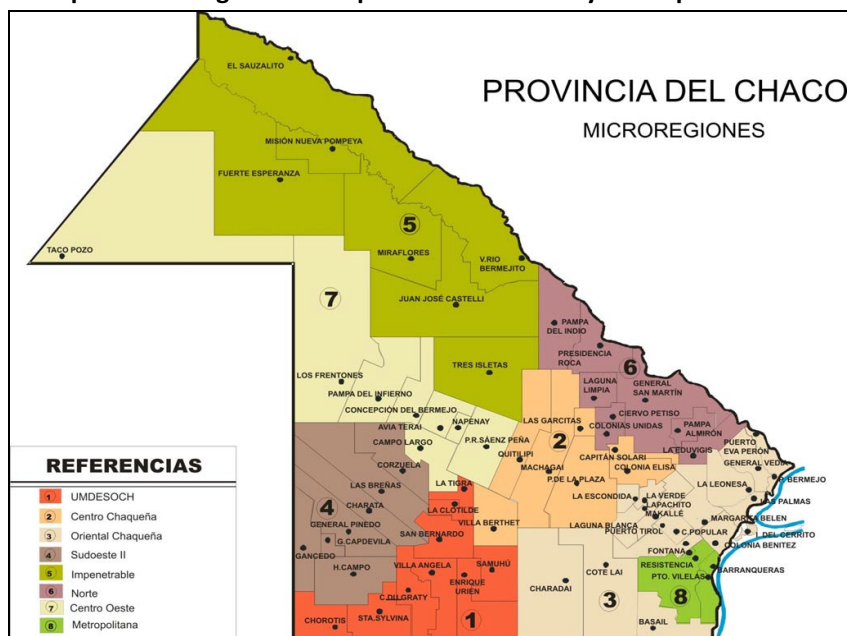 PROVINCIA DEL CHACO
MICROREGIONES
EL SAUZALITO
MISIÓN NUEVA POMPEYA
FUERTE ESPERANZA
5
TACO POZO
MIRAFLORES
V.RIO
BERMEJITO
7
JUAN JOSÉ CASTELLI
PAMPA
DEL INDIO
PRESIDENCIA
ROCA
6
TRES ISLETAS
LOS FRENTONES
PAMPA DEL INFIERNO
LAGUNA
LIMPIA
GENERAL
SAN MARTÍN
CONCEPCIÓN DEL BERMEJO
CIERVO PETISO
AVIA TERAI
NAPENAY
LAS GARCITAS
COLONIAS UNIDAS
PAMPA
ALMIRÓN
CAMPO LARGO
P.R.SÁENZ PEÑA
2
QUITILIPI
MACHAGAI
CAPITÁN SOLARI
COLONIA ELISA
LA EDUVIGIS
PUERTO
EVA PERÓN
GENERAL VEDIA
CORZUELA
LAS BREÑAS
LA TIGRA
P.DE LA PLAZA
P. BERMEJO
LA LEONESA
LAS PALMAS
4
CHARATA
LA CLOTILDE
LA ESCONDIDA
LA VERDE
LAPACHITO
MAKALLÉ
GENERAL PINEDO
VILLA BERTHET
LAGUNA BLANCA
MARGARITA BELEN
G.CAPDEVILA
SAN BERNARDO
PUERTO TIROL
C.POPULAR
I. DEL CERRITO
GANCEDO
COLONIA BENITEZ
FONTANA
H.CAMPO
VILLA ANGELA
SAMUHÚ
ENRIQUE
URIÉN
COTE LAI
RESISTENCIA
BARRANQUERAS
PTO. VILELAS
CHARADAI
C.DU.GRATY
3
8
CHOROTIS
STA.SYLVINA
1
BASAIL
REFERENCIAS
1 UMDESOCH
2 Centro Chaqueña
3 Oriental Chaqueña
4 Sudoeste II
5 Impenetrable
6 Norte
7 Centro Oeste
8 Metropolitana